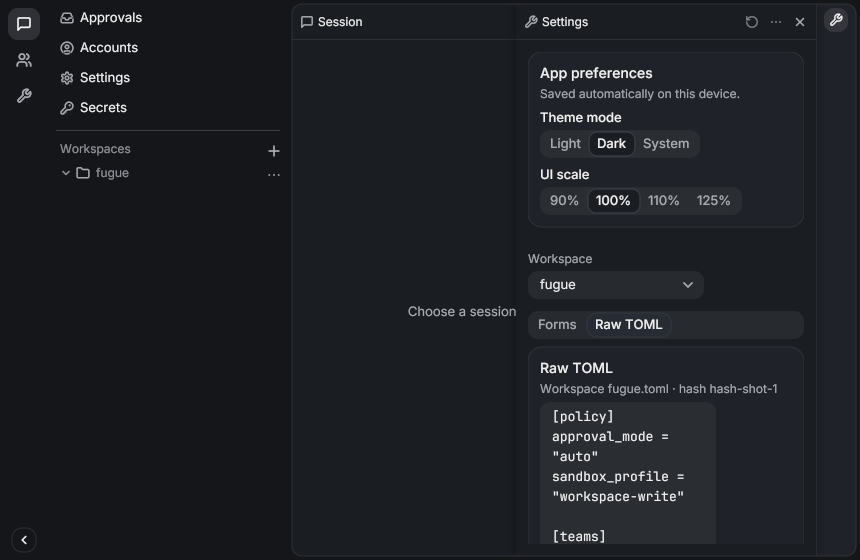 Approvals
Accounts
Settings
Secrets
Workspaces
fugue
Session
Choose a session
Settings
App preferences
Saved automatically on this device.
Theme mode
Light Dark System
UI scale
90% 100% 110% 125%
Workspace
fugue
Forms Raw TOML
Raw TOML
Workspace fugue.toml · hash hash-shot-1
[policy]
approval_mode =
"auto"
sandbox_profile =
"workspace-write"
[teams]